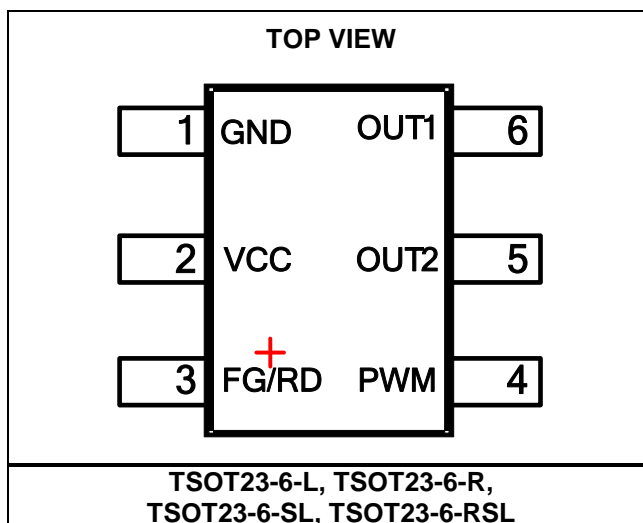 TOP VIEW
1 GND OUT1 6
2 VCC OUT2 5
3 FG/RD PWM 4
TSOT23-6-L, TSOT23-6-R,
TSOT23-6-SL, TSOT23-6-RSL